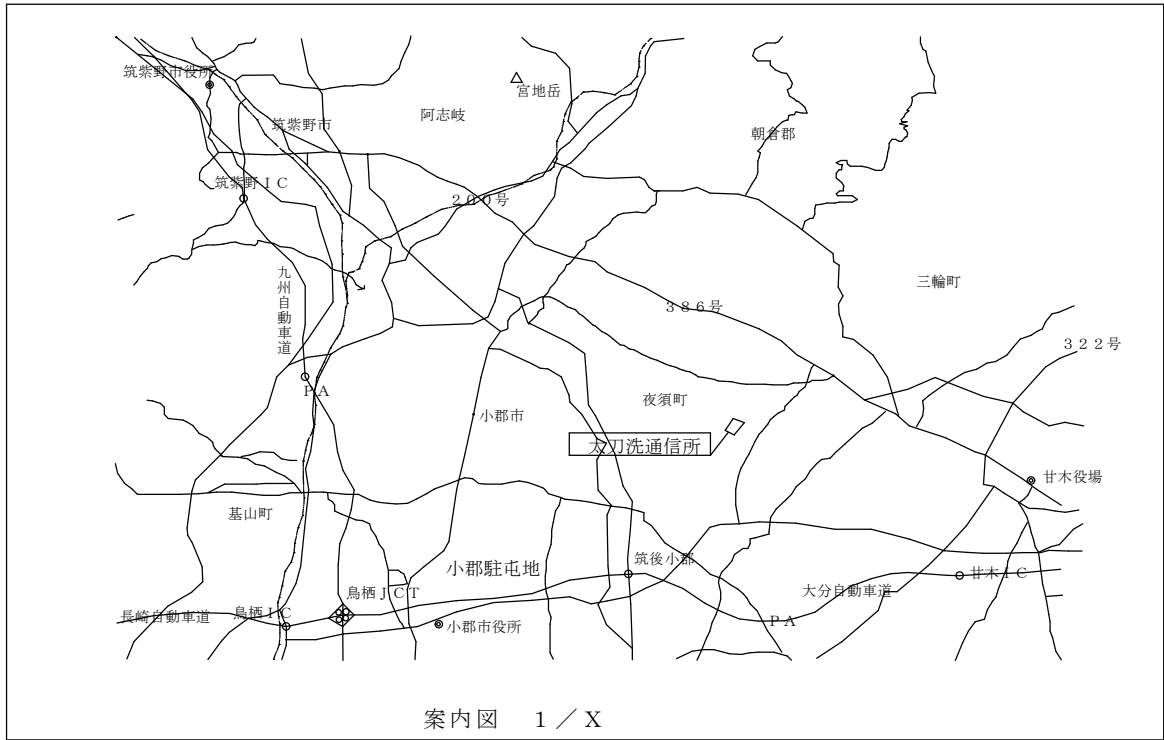 筑紫野市役所
宮地岳
阿志岐
筑紫野市
朝倉郡
筑紫野ＩＣ
２００号
九州自動車道
三輪町
３８６号
３２２号
ＰＡ
夜須町
小郡市
太刀洗通信所
甘木役場
基山町
筑後小郡
小郡駐屯地
甘木ＩＣ
鳥栖ＪＣＴ
大分自動車道
長崎自動車道
鳥栖ＩＣ
ＰＡ
小郡市役所
案内図　１／Ｘ